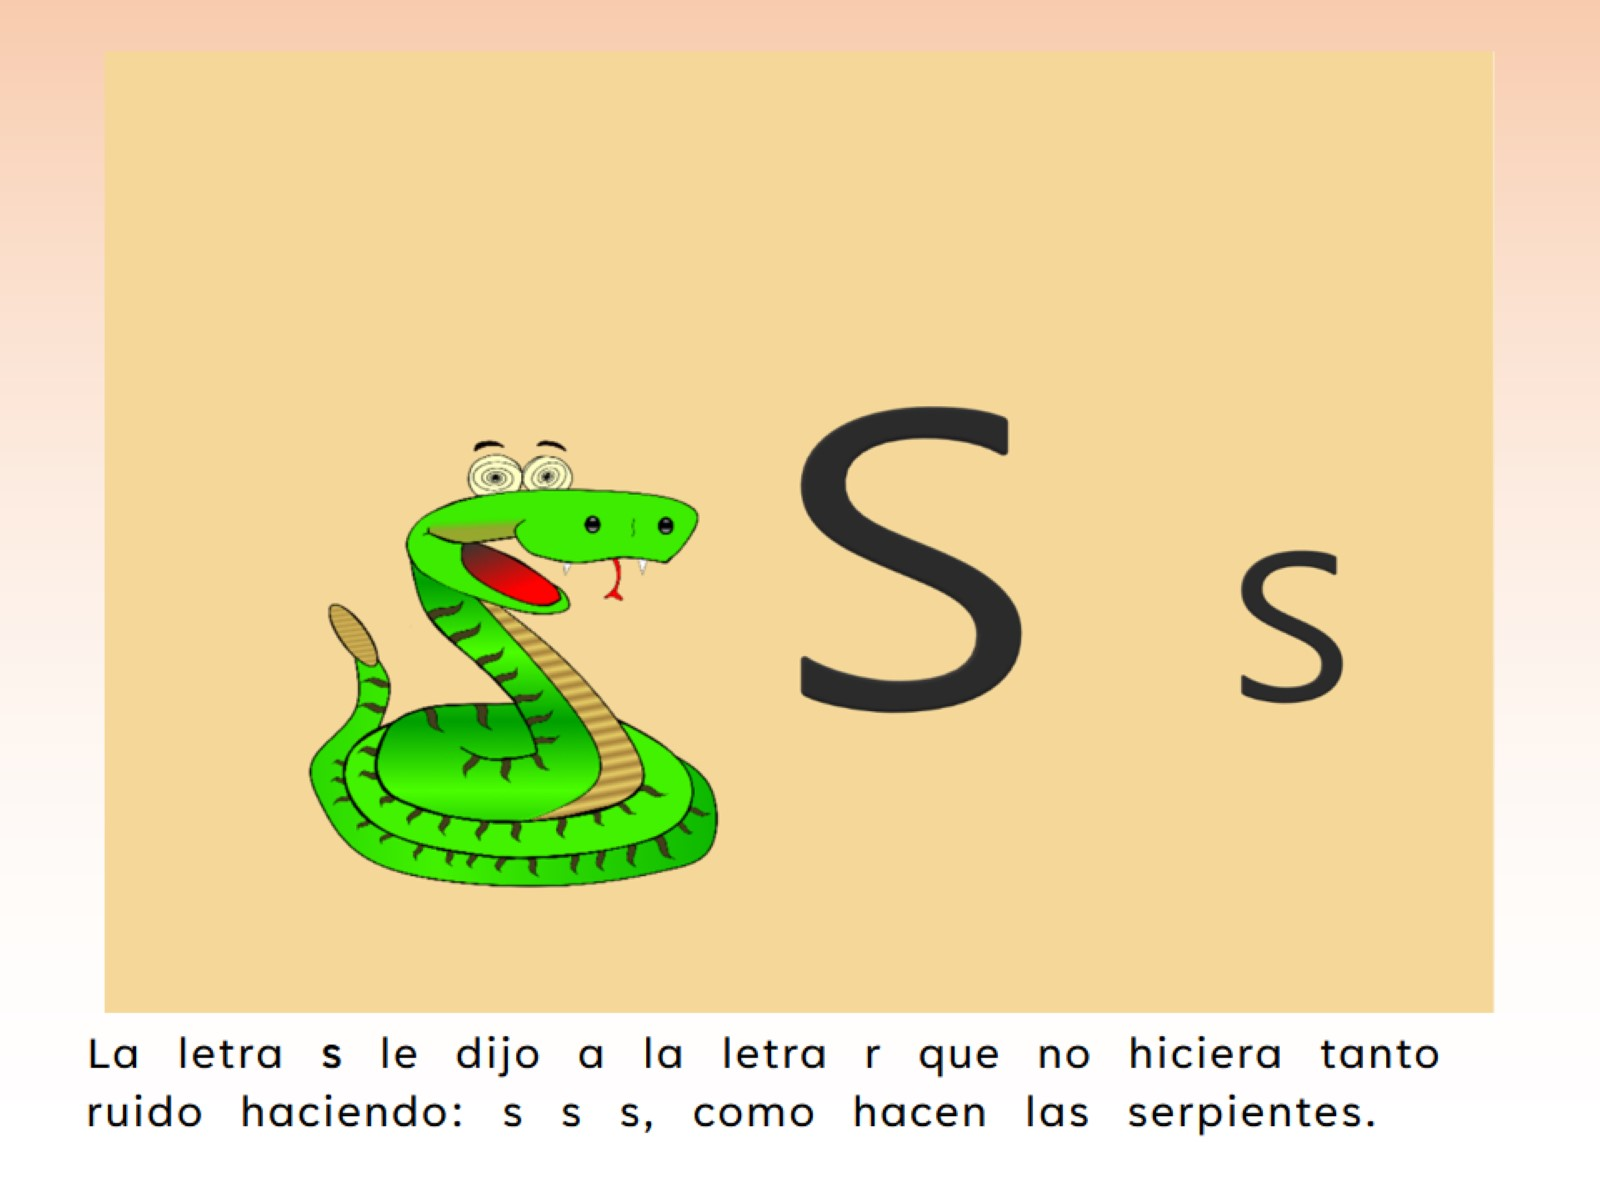 S s
La letra s le dijo a la letra r que no hiciera tanto
ruido haciendo: s s s, como hacen las serpientes.